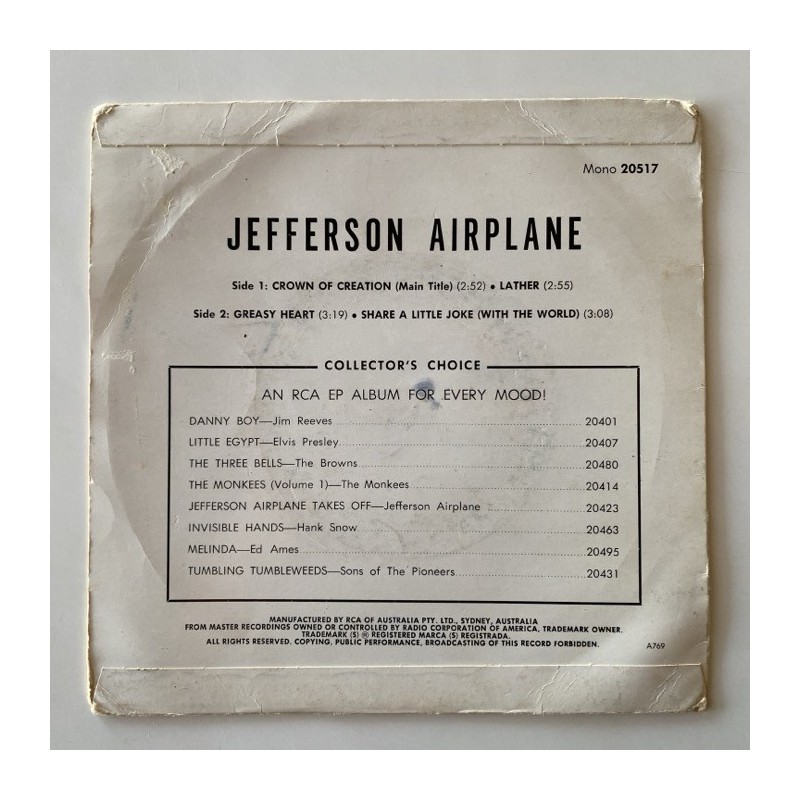 Mono 20517
JEFFERSON AIRPLANE
Side 1: CROWN OF CREATION (Main Title) (2:52) • LATHER (2:55)
Side 2: GREASY HEART (3:19) • SHARE A LITTLE JOKE (WITH THE WORLD) (3:08)
COLLECTOR'S CHOICE
AN RCA EP ALBUM FOR EVERY MOOD!
DANNY BOY—Jim Reeves 20401
LITTLE EGYPT—Elvis Presley 20407
THE THREE BELLS—The Browns 20480
THE MONKEES (Volume 1)—The Monkees 20414
JEFFERSON AIRPLANE TAKES OFF—Jefferson Airplane 20423
INVISIBLE HANDS—Hank Snow 20463
MELINDA—Ed Ames 20495
TUMBLING TUMBLEWEEDS—Sons of The Pioneers 20431
MANUFACTURED BY RCA OF AUSTRALIA PTY. LTD., SYDNEY, AUSTRALIA
FROM MASTER RECORDINGS OWNED OR CONTROLLED BY RADIO CORPORATION OF AMERICA, TRADEMARK OWNER.
TRADEMARK (S) ® REGISTERED MARCA (S) REGISTRADA.
ALL RIGHTS RESERVED. COPYING, PUBLIC PERFORMANCE, BROADCASTING OF THIS RECORD FORBIDDEN.
A769